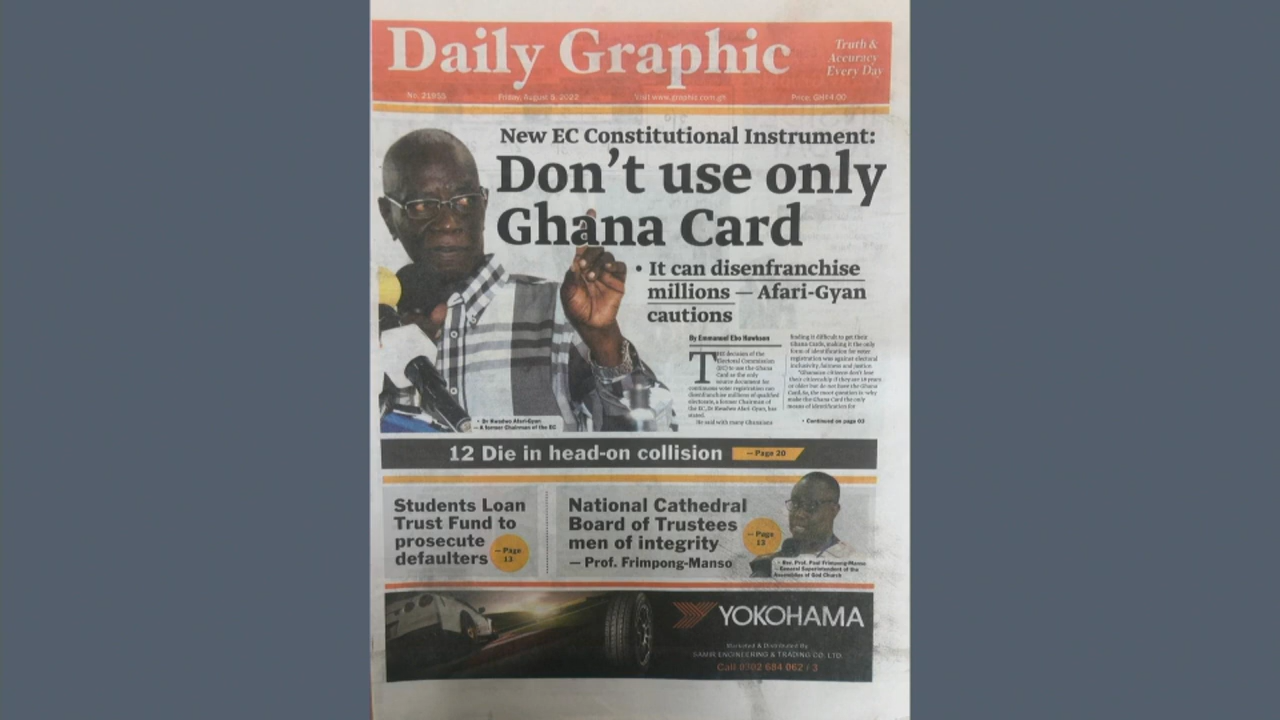 Daily Graphic
Truth &
Accuracy
Every Day
No. 21955
Friday, August 5, 2022
Visit www.graphic.com.gh
Price: GH¢4.00
New EC Constitutional Instrument:
Don't use only
Ghana Card
• It can disenfranchise
millions — Afari-Gyan
cautions
By Emmanuel Ebo Hawkson
THE decision of the
Electoral Commission
(EC) to use the Ghana
Card as the only
source document for
continuous voter registration can
disenfranchise millions of qualified
electorate, a former Chairman of
the EC, Dr Kwadwo Afari-Gyan, has
stated.
He said with many Ghanaians
finding it difficult to get their
Ghana Cards, making it the only
form of identification for voter
registration was against electoral
inclusivity, fairness and justice.
"Ghanaian citizens don't lose
their citizenship if they are 18 years
or older but do not have the Ghana
Card. So, the moot question is 'why
make the Ghana Card the only
means of identification for
• Continued on page 03
• Dr Kwadwo Afari-Gyan
— A former Chairman of the EC
12 Die in head-on collision
— Page 20
Students Loan
Trust Fund to
prosecute
defaulters
— Page
13
National Cathedral
Board of Trustees
men of integrity
— Prof. Frimpong-Manso
— Page
13
• Rev. Prof. Paul Frimpong-Manso
— General Superintendent of the
Assemblies of God Church
YOKOHAMA
Marketed & Distributed By
SAMIR ENGINEERING & TRADING CO. LTD.
Call 0302 684 062 / 3